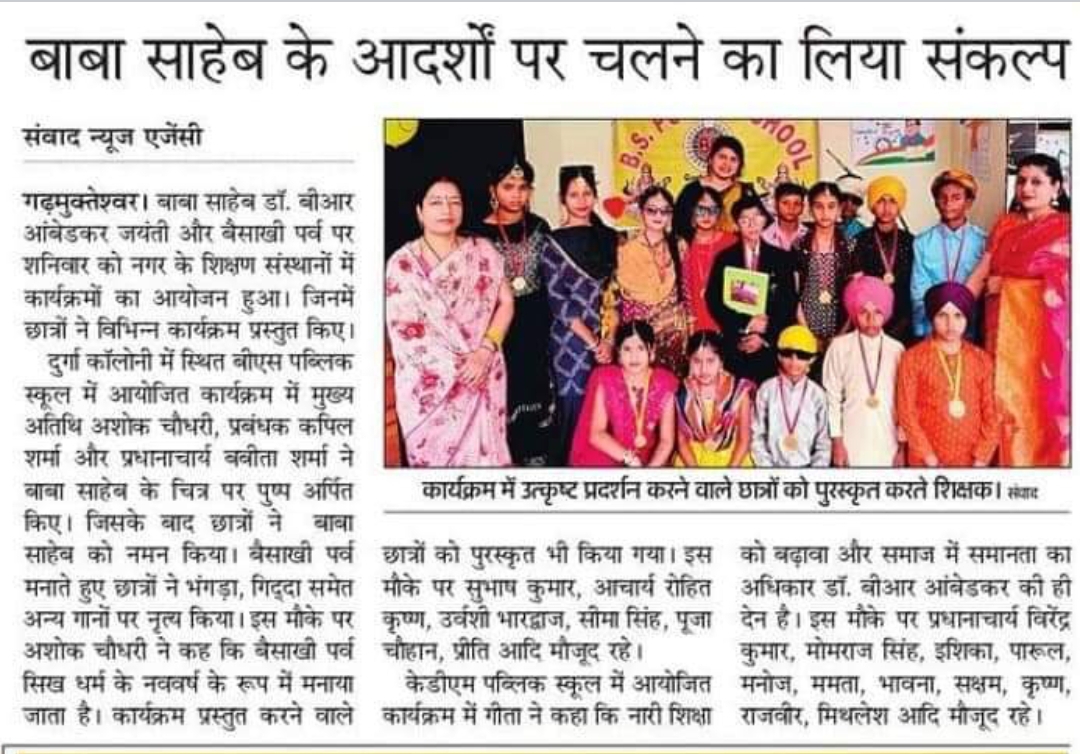 बाबा साहेब के आदर्शों पर चलने का लिया संकल्प
संवाद न्यूज एजेंसी
गढ़मुक्तेश्वर। बाबा साहेब डॉ. बीआर
आंबेडकर जयंती और बैसाखी पर्व पर
शनिवार को नगर के शिक्षण संस्थानों में
कार्यक्रमों का आयोजन हुआ। जिनमें
छात्रों ने विभिन्न कार्यक्रम प्रस्तुत किए।
दुर्गा कॉलोनी में स्थित बीएस पब्लिक
स्कूल में आयोजित कार्यक्रम में मुख्य
अतिथि अशोक चौधरी, प्रबंधक कपिल
शर्मा और प्रधानाचार्य बबीता शर्मा ने
बाबा साहेब के चित्र पर पुष्प अर्पित
किए। जिसके बाद छात्रों ने बाबा
साहेब को नमन किया। बैसाखी पर्व
मनाते हुए छात्रों ने भंगड़ा, गिद्दा समेत
अन्य गानों पर नृत्य किया। इस मौके पर
अशोक चौधरी ने कह कि बैसाखी पर्व
सिख धर्म के नववर्ष के रूप में मनाया
जाता है। कार्यक्रम प्रस्तुत करने वाले
B.S. SCHOOL
कार्यक्रम में उत्कृष्ट प्रदर्शन करने वाले छात्रों को पुरस्कृत करते शिक्षक। संवाद
छात्रों को पुरस्कृत भी किया गया। इस
मौके पर सुभाष कुमार, आचार्य रोहित
कृष्ण, उर्वशी भारद्वाज, सीमा सिंह, पूजा
चौहान, प्रीति आदि मौजूद रहे।
केडीएम पब्लिक स्कूल में आयोजित
कार्यक्रम में गीता ने कहा कि नारी शिक्षा
को बढ़ावा और समाज में समानता का
अधिकार डॉ. बीआर आंबेडकर की ही
देन है। इस मौके पर प्रधानाचार्य विरेंद्र
कुमार, मोमराज सिंह, इशिका, पारूल,
मनोज, ममता, भावना, सक्षम, कृष्ण,
राजवीर, मिथलेश आदि मौजूद रहे।